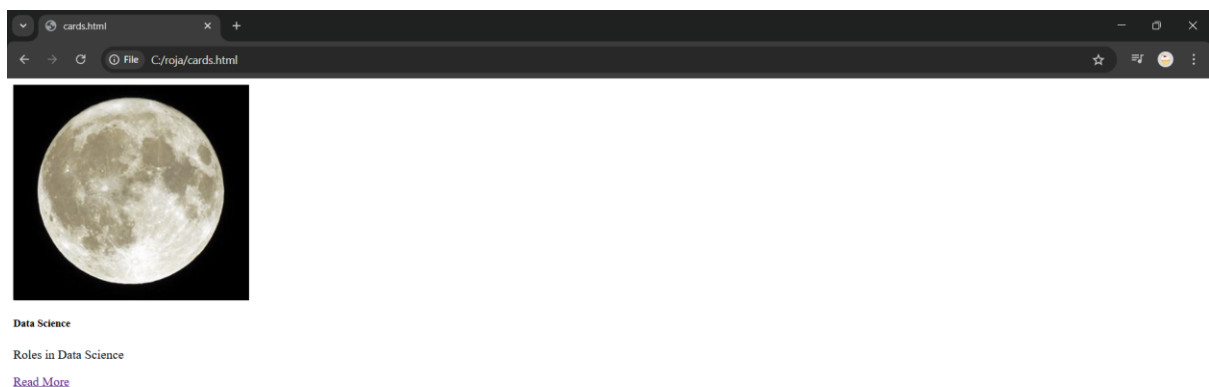 cards.html
File C:/roja/cards.html
Data Science
Roles in Data Science
Read More